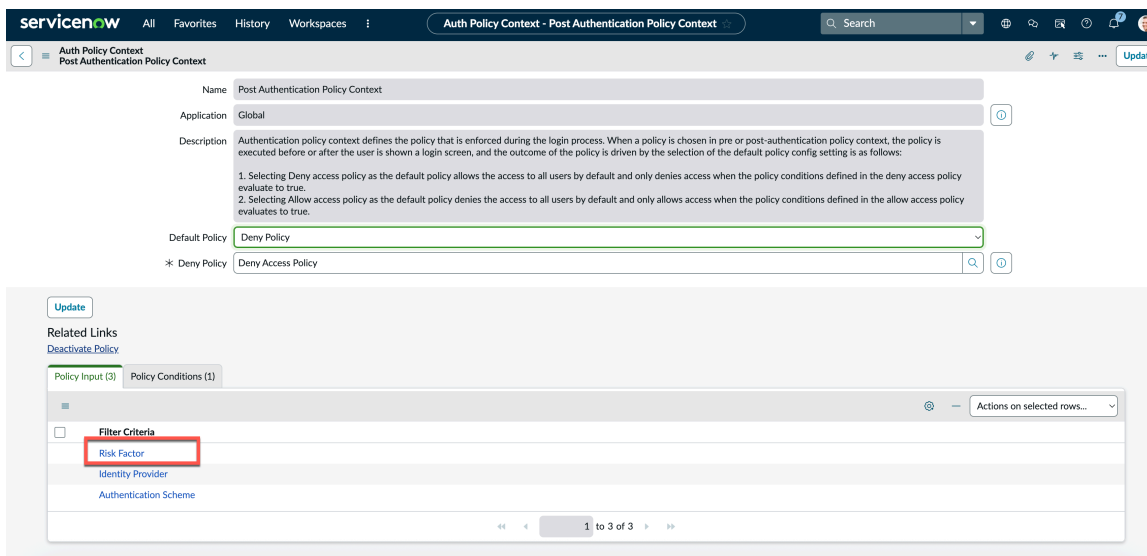 servicenow All Favorites History Workspaces Auth Policy Context - Post Authentication Policy Context Search 7
Auth Policy Context
Post Authentication Policy Context
Name Post Authentication Policy Context
Application Global
Description Authentication policy context defines the policy that is enforced during the login process. When a policy is chosen in pre or post-authentication policy context, the policy is
executed before or after the user is shown a login screen, and the outcome of the policy is driven by the selection of the default policy config setting is as follows:
1. Selecting Deny access policy as the default policy allows the access to all users by default and only denies access when the policy conditions defined in the deny access policy
evaluate to true.
2. Selecting Allow access policy as the default policy denies the access to all users by default and only allows access when the policy conditions defined in the allow access policy
evaluates to true.
Default Policy Deny Policy
Deny Policy Deny Access Policy
Update
Related Links
Deactivate Policy
Policy Input (3) Policy Conditions (1)
Actions on selected rows...
Filter Criteria
Risk Factor
Identity Provider
Authentication Scheme
1 to 3 of 3